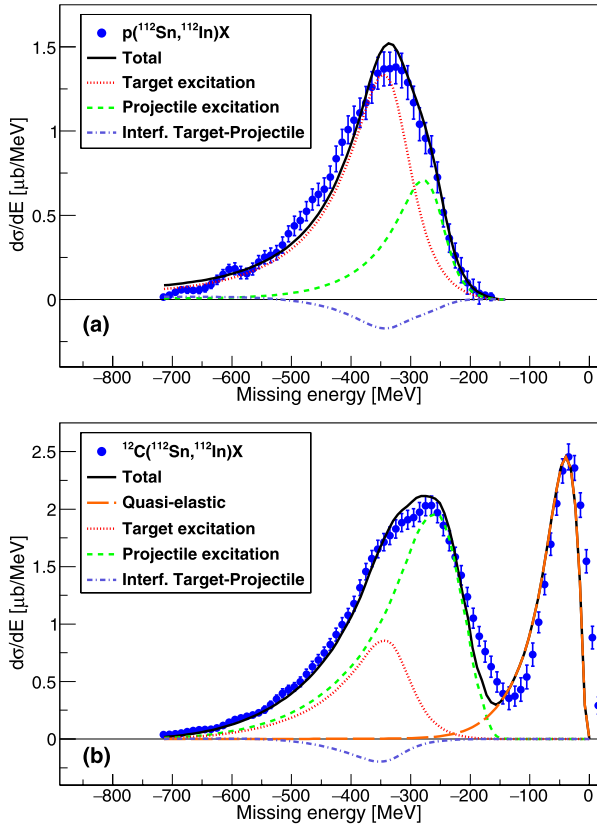 dσ/dE [μb/MeV]
1.5
1
0.5
0
p(¹¹²Sn,¹¹²In)X
Total
Target excitation
Projectile excitation
Interf. Target-Projectile
(a)
−800 −700 −600 −500 −400 −300 −200 −100 0
Missing energy [MeV]
dσ/dE [μb/MeV]
2.5
2
1.5
1
0.5
0
¹²C(¹¹²Sn,¹¹²In)X
Total
Quasi-elastic
Target excitation
Projectile excitation
Interf. Target-Projectile
(b)
−800 −700 −600 −500 −400 −300 −200 −100 0
Missing energy [MeV]